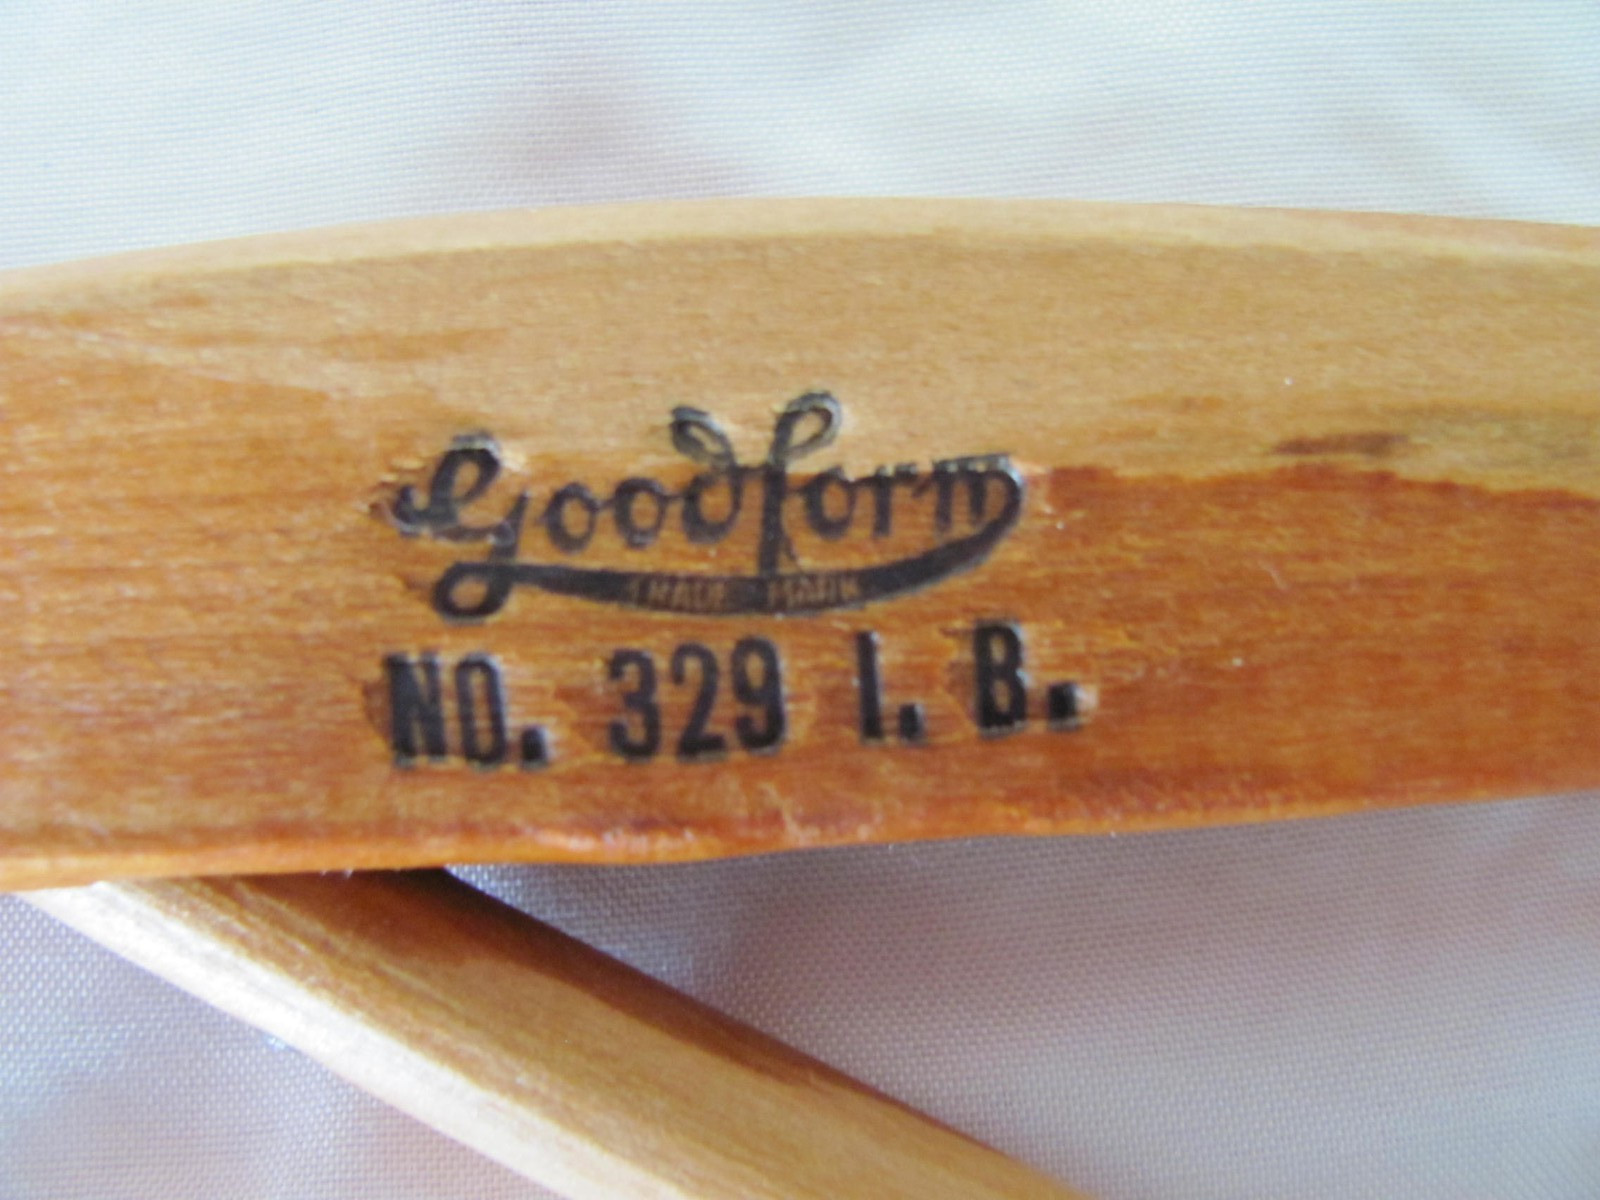 Goodform
TRADE MARK
NO. 329 I. B.